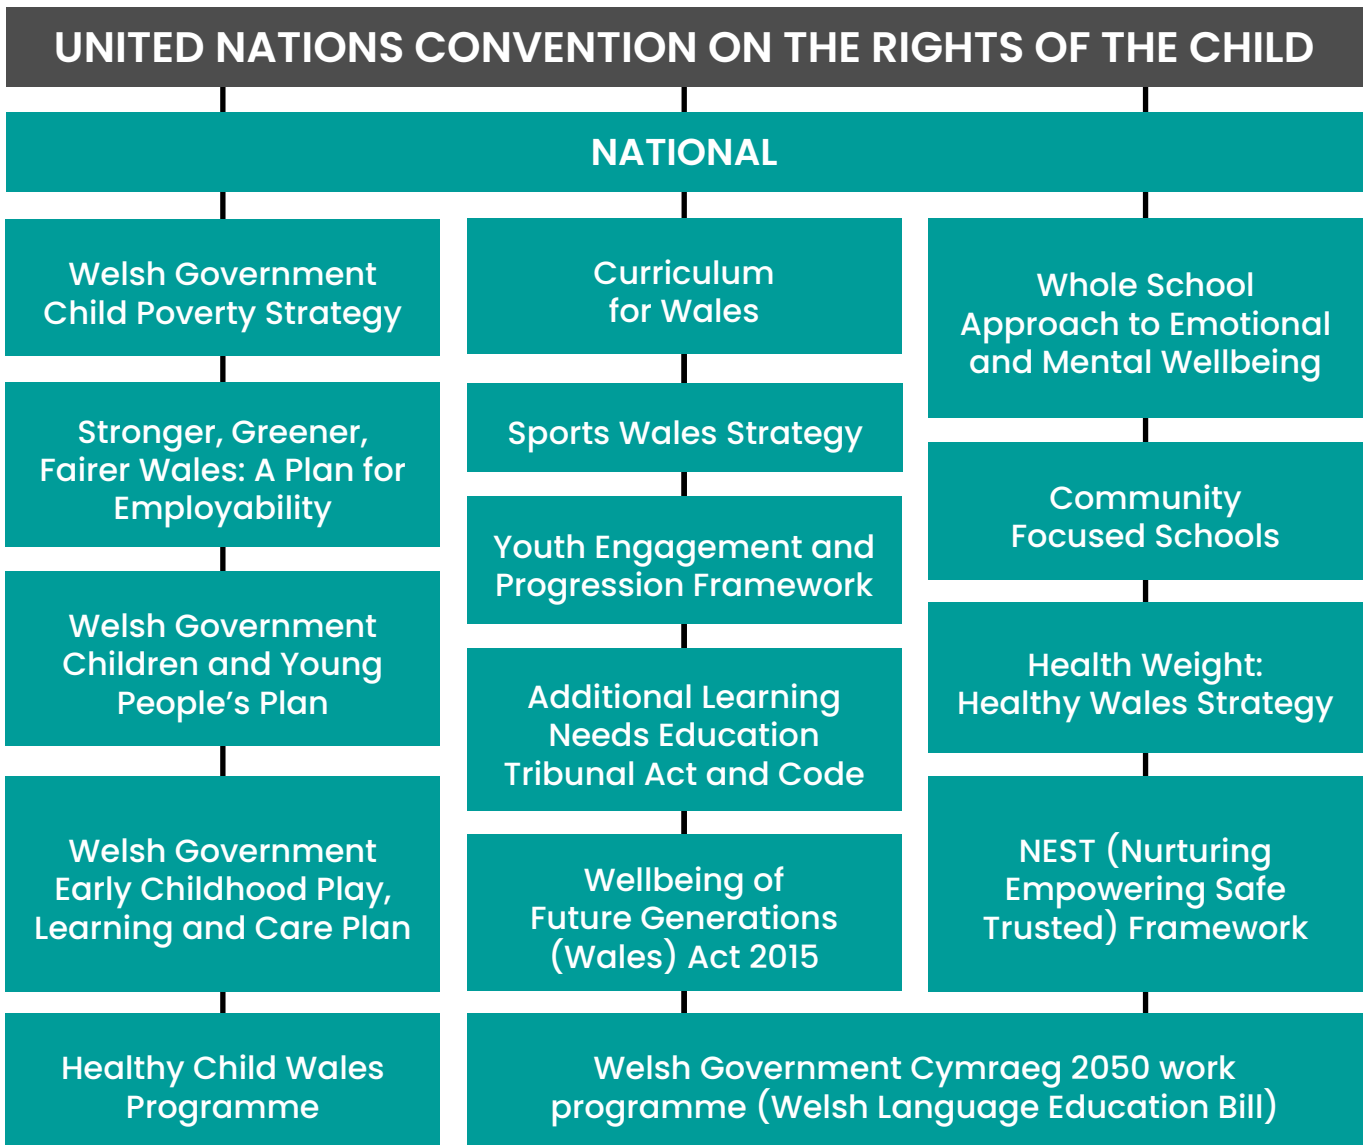 UNITED NATIONS CONVENTION ON THE RIGHTS OF THE CHILD
NATIONAL
Welsh Government
Child Poverty Strategy
Stronger, Greener,
Fairer Wales: A Plan for
Employability
Welsh Government
Children and Young
People’s Plan
Welsh Government
Early Childhood Play,
Learning and Care Plan
Healthy Child Wales
Programme
Curriculum
for Wales
Sports Wales Strategy
Youth Engagement and
Progression Framework
Additional Learning
Needs Education
Tribunal Act and Code
Wellbeing of
Future Generations
(Wales) Act 2015
Whole School
Approach to Emotional
and Mental Wellbeing
Community
Focused Schools
Health Weight:
Healthy Wales Strategy
NEST (Nurturing
Empowering Safe
Trusted) Framework
Welsh Government Cymraeg 2050 work
programme (Welsh Language Education Bill)